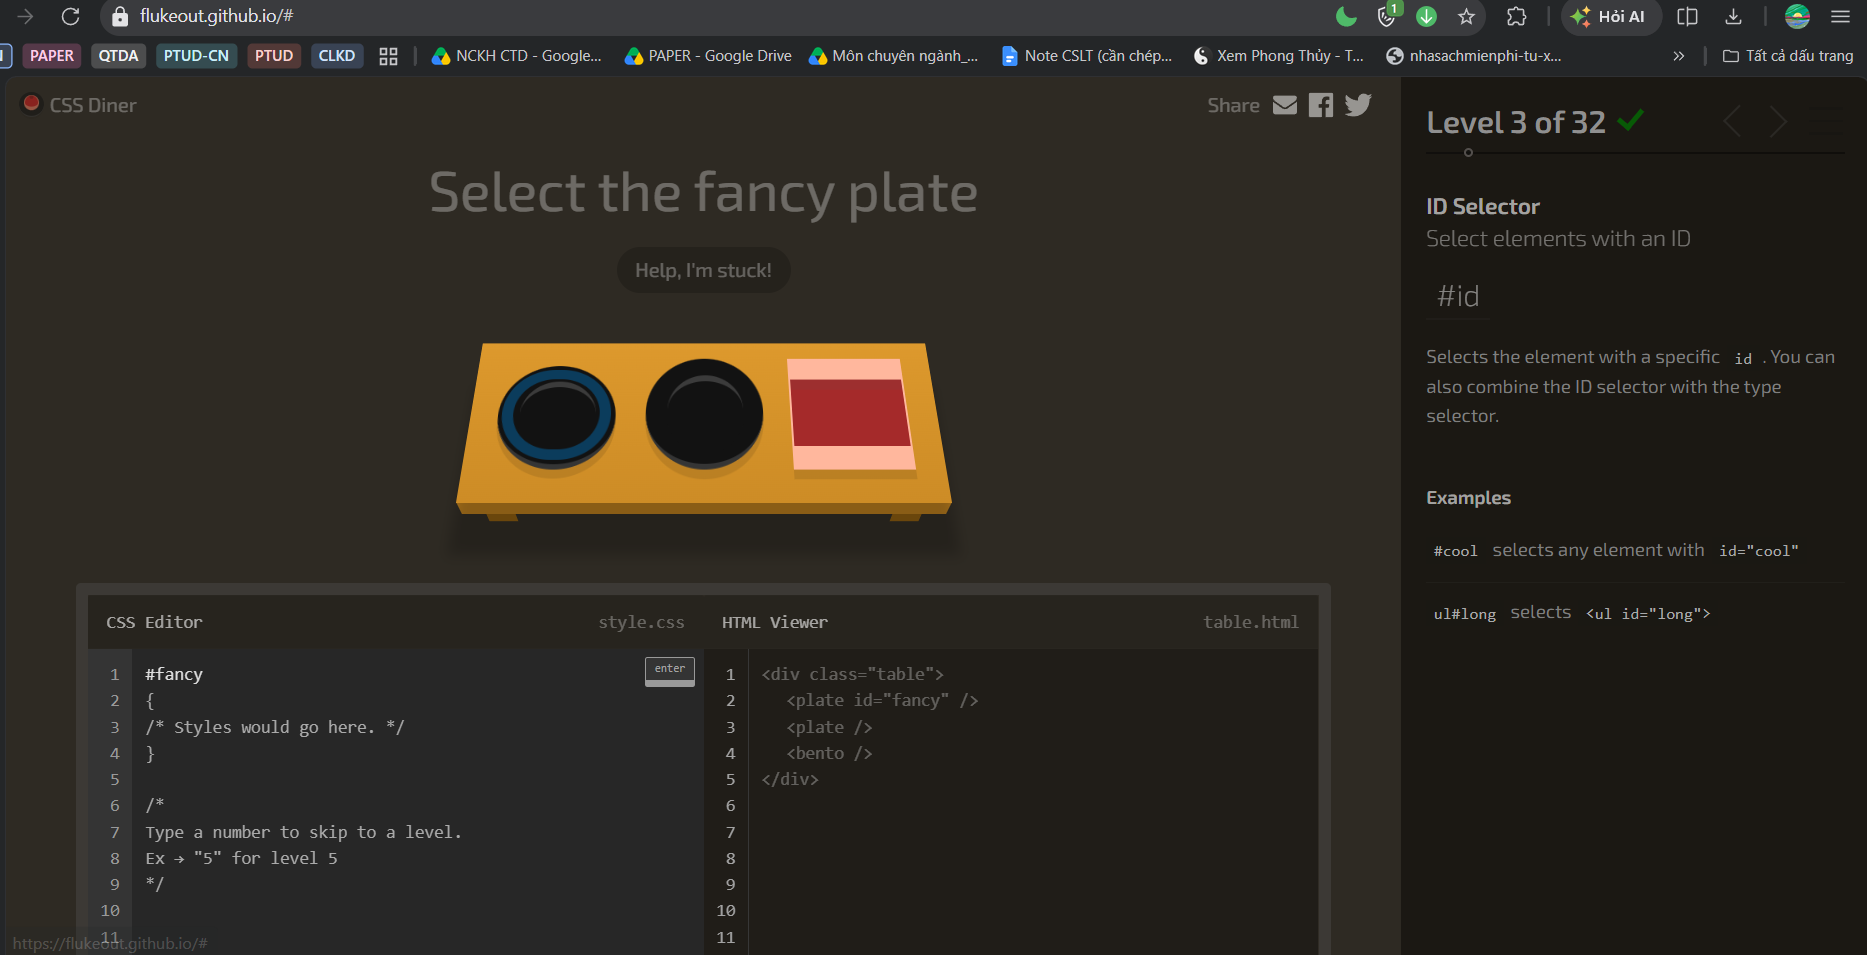 flukeout.github.io/#
1
Hỏi AI
PAPER
QTDA
PTUD-CN
PTUD
CLKD
NCKH CTD - Google...
PAPER - Google Drive
Môn chuyên ngành_...
Note CSLT (cần chép...
Xem Phong Thủy - T...
nhasachmienphi-tu-x...
»
Tất cả dấu trang
CSS Diner
Share
Select the fancy plate
Help, I'm stuck!
CSS Editor
style.css
HTML Viewer
table.html
enter
1 #fancy
2 {
3 /* Styles would go here. */
4 }
5
6 /*
7 Type a number to skip to a level.
8 Ex → "5" for level 5
9 */
10
11
1 <div class="table">
2 <plate id="fancy" />
3 <plate />
4 <bento />
5 </div>
6
7
8
9
10
11
https://flukeout.github.io/#
Level 3 of 32
ID Selector
Select elements with an ID
#id
Selects the element with a specific id . You can
also combine the ID selector with the type
selector.
Examples
#cool selects any element with id="cool"
ul#long selects <ul id="long">